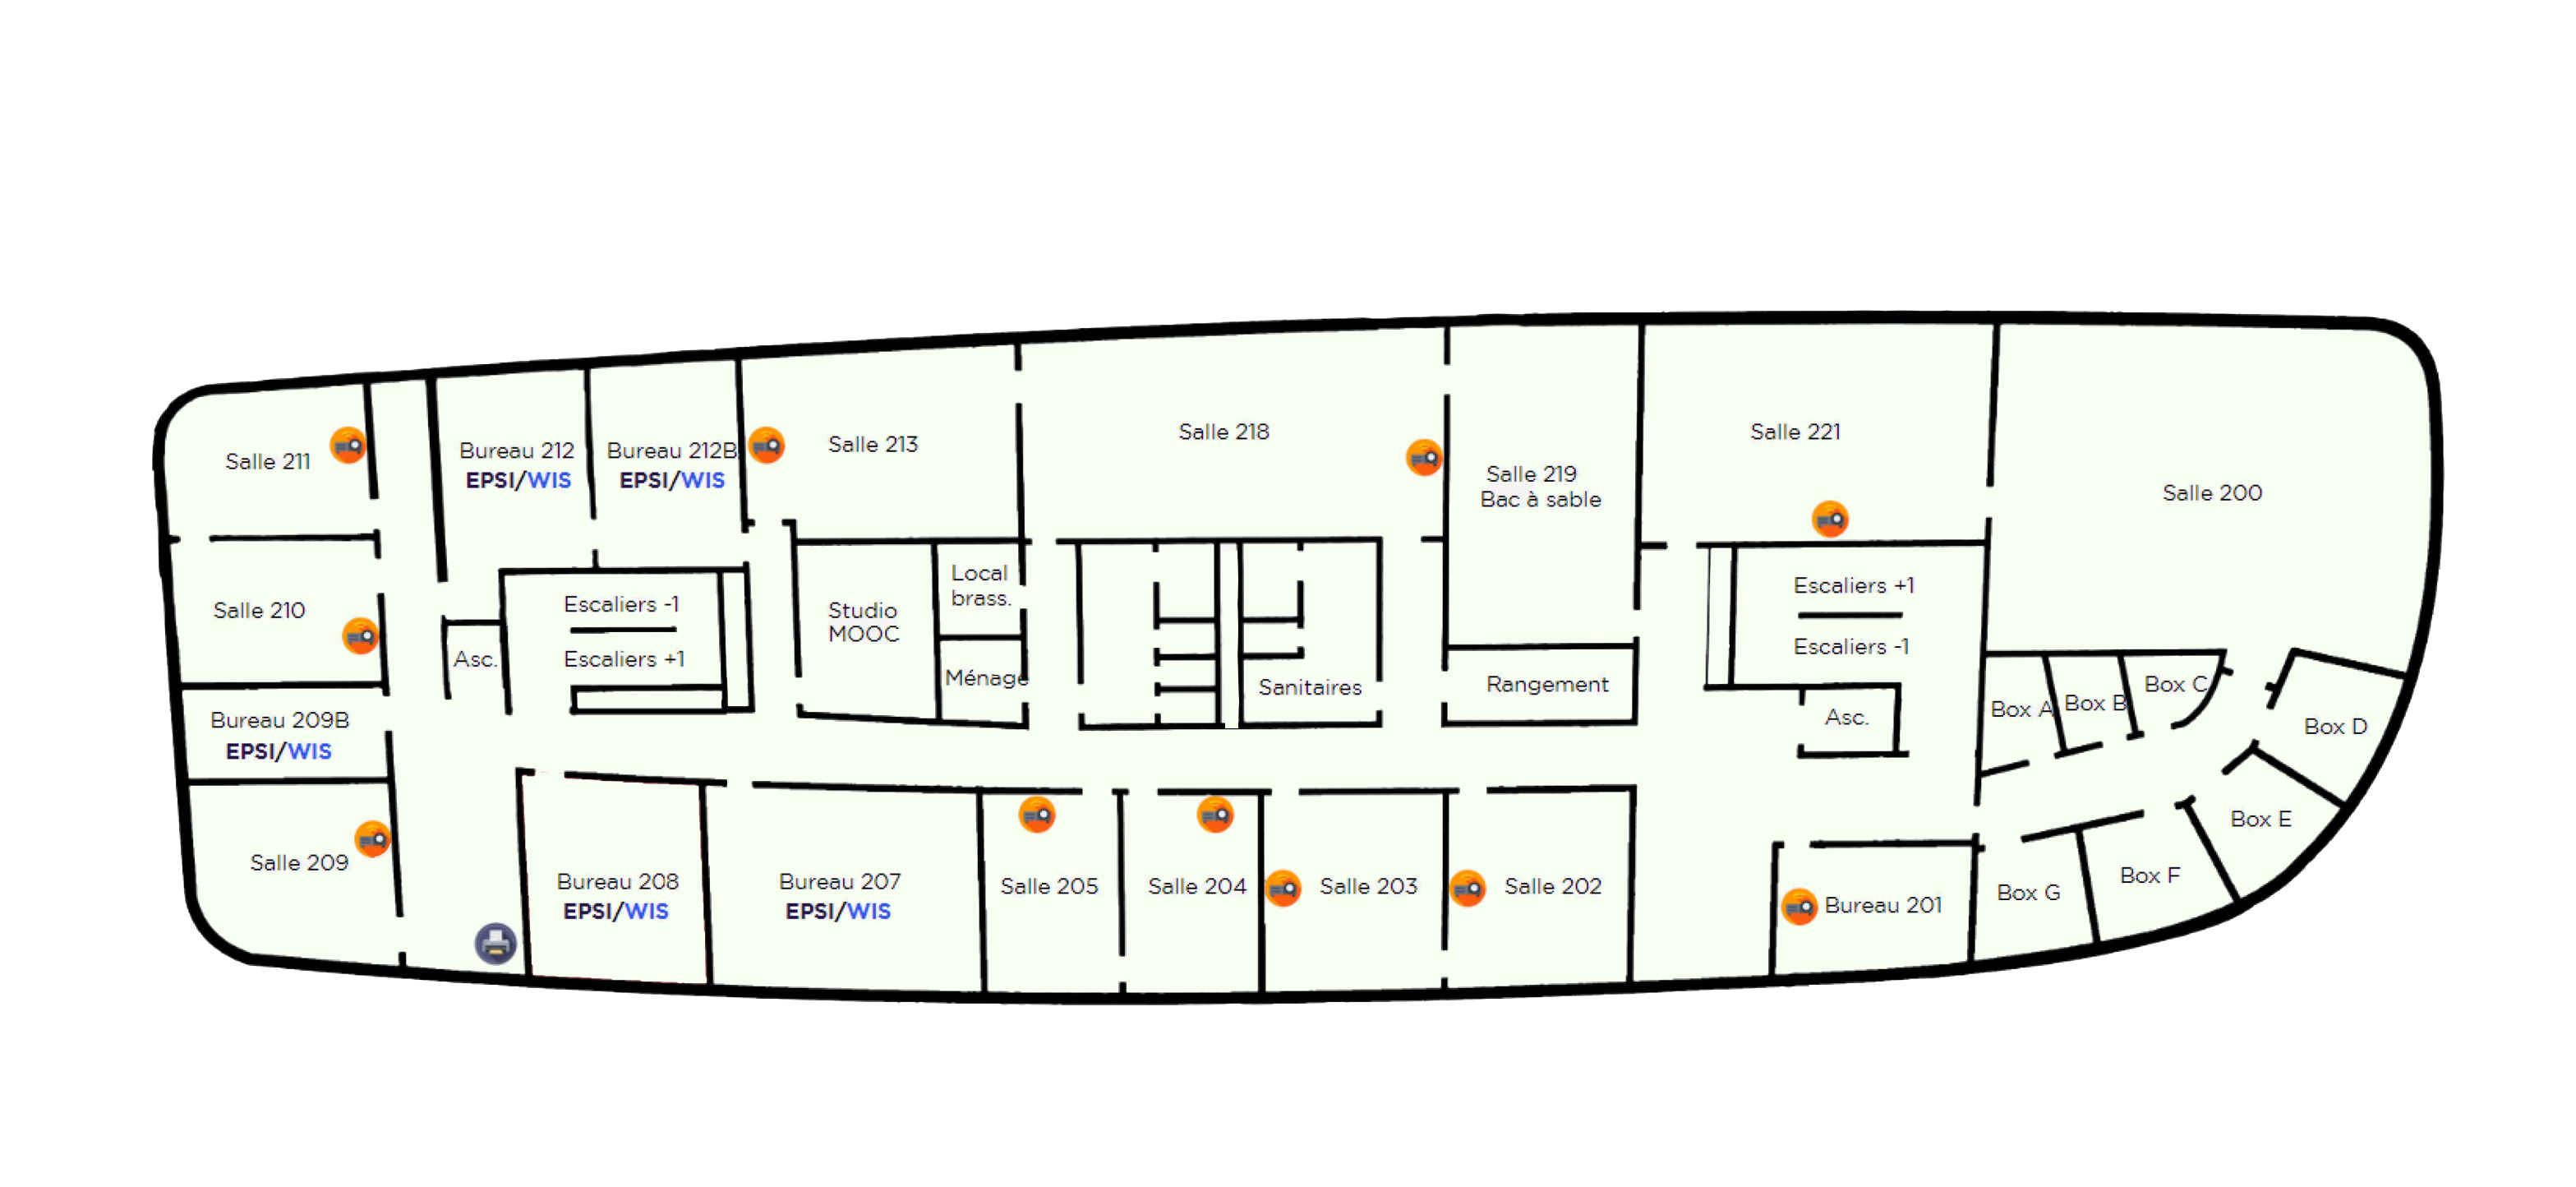 Salle 211
Bureau 212
EPSI/WIS
Bureau 212B
EPSI/WIS
Salle 213
Salle 218
Salle 219
Bac à sable
Salle 221
Salle 200
Salle 210
Escaliers -1
Escaliers +1
Asc.
Studio
MOOC
Local
brass.
Ménage
Sanitaires
Rangement
Escaliers +1
Escaliers -1
Asc.
Box A
Box B
Box C
Box D
Bureau 209B
EPSI/WIS
Salle 209
Bureau 208
EPSI/WIS
Bureau 207
EPSI/WIS
Salle 205
Salle 204
Salle 203
Salle 202
Bureau 201
Box G
Box F
Box E